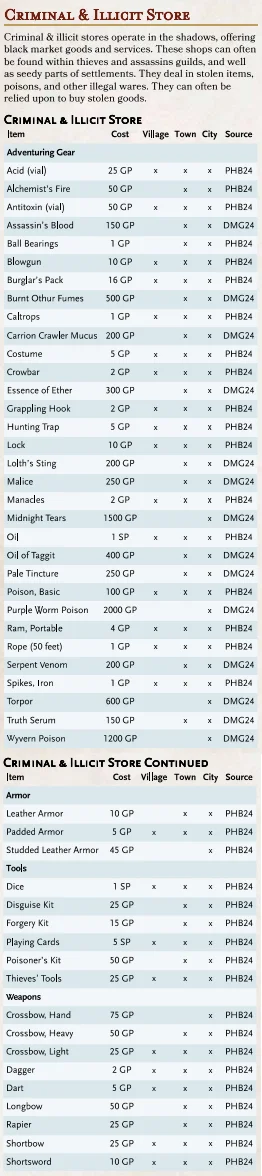 Criminal & Illicit Store
Criminal & illicit stores operate in the shadows, offering
black market goods and services. These shops can often
be found within thieves and assassins guilds, and well
as seedy parts of settlements. They deal in stolen items,
poisons, and other illegal wares. They can often be
relied upon to buy stolen goods.
Criminal & Illicit Store
Item Cost Village Town City Source
Adventuring Gear
Acid (vial) 25 GP x x x PHB24
Alchemist's Fire 50 GP x x PHB24
Antitoxin (vial) 50 GP x x x PHB24
Assassin's Blood 150 GP x x DMG24
Ball Bearings 1 GP x x PHB24
Blowgun 10 GP x x x PHB24
Burglar's Pack 16 GP x x x PHB24
Burnt Othur Fumes 500 GP x x DMG24
Caltrops 1 GP x x x PHB24
Carrion Crawler Mucus 200 GP x x DMG24
Costume 5 GP x x x PHB24
Crowbar 2 GP x x x PHB24
Essence of Ether 300 GP x x DMG24
Grappling Hook 2 GP x x x PHB24
Hunting Trap 5 GP x x x PHB24
Lock 10 GP x x x PHB24
Lolth's Sting 200 GP x x DMG24
Malice 250 GP x x DMG24
Manacles 2 GP x x x PHB24
Midnight Tears 1500 GP x DMG24
Oil 1 SP x x x PHB24
Oil of Taggit 400 GP x x DMG24
Pale Tincture 250 GP x x DMG24
Poison, Basic 100 GP x x x PHB24
Purple Worm Poison 2000 GP x DMG24
Ram, Portable 4 GP x x x PHB24
Rope (50 feet) 1 GP x x x PHB24
Serpent Venom 200 GP x x DMG24
Spikes, Iron 1 GP x x x PHB24
Torpor 600 GP x DMG24
Truth Serum 150 GP x x DMG24
Wyvern Poison 1200 GP x DMG24
Criminal & Illicit Store Continued
Item Cost Village Town City Source
Armor
Leather Armor 10 GP x x PHB24
Padded Armor 5 GP x x x PHB24
Studded Leather Armor 45 GP x PHB24
Tools
Dice 1 SP x x x PHB24
Disguise Kit 25 GP x x PHB24
Forgery Kit 15 GP x x PHB24
Playing Cards 5 SP x x x PHB24
Poisoner's Kit 50 GP x x PHB24
Thieves' Tools 25 GP x x x PHB24
Weapons
Crossbow, Hand 75 GP x PHB24
Crossbow, Heavy 50 GP x x PHB24
Crossbow, Light 25 GP x x x PHB24
Dagger 2 GP x x x PHB24
Dart 5 GP x x x PHB24
Longbow 50 GP x x PHB24
Rapier 25 GP x x PHB24
Shortbow 25 GP x x x PHB24
Shortsword 10 GP x x x PHB24